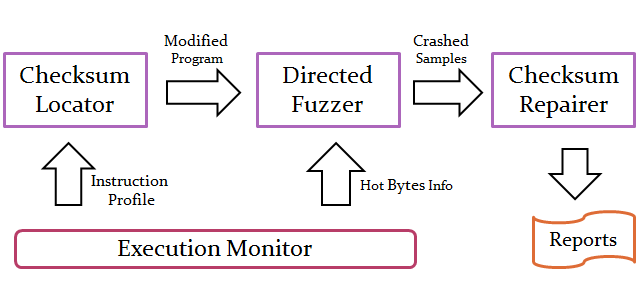 Modified
Program
Crashed
Samples
Checksum
Locator
Directed
Fuzzer
Checksum
Repairer
Instruction
Profile
Hot Bytes Info
Execution Monitor
Reports